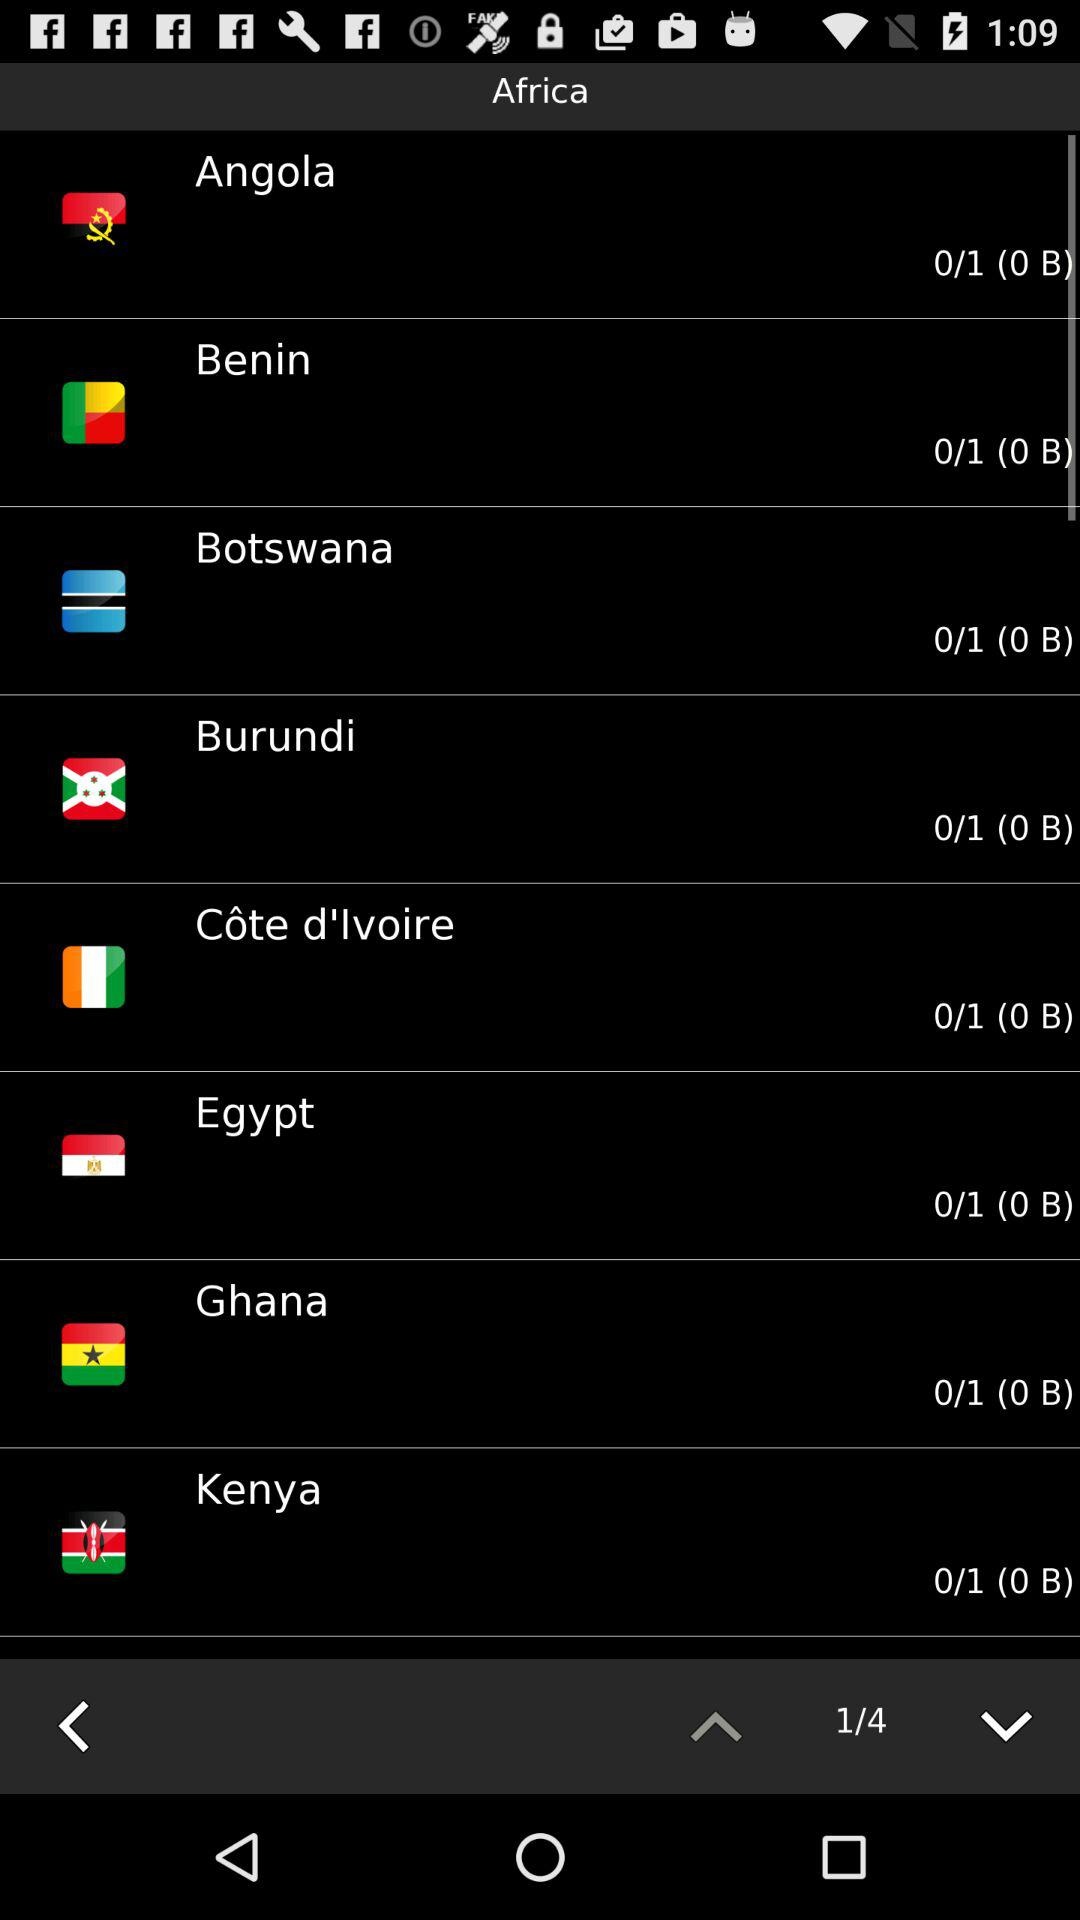 FAKE 1:09
Africa
Angola
0/1 (0 B)
Benin
0/1 (0 B)
Botswana
0/1 (0 B)
Burundi
0/1 (0 B)
Côte d'Ivoire
0/1 (0 B)
Egypt
0/1 (0 B)
Ghana
0/1 (0 B)
Kenya
0/1 (0 B)
1/4